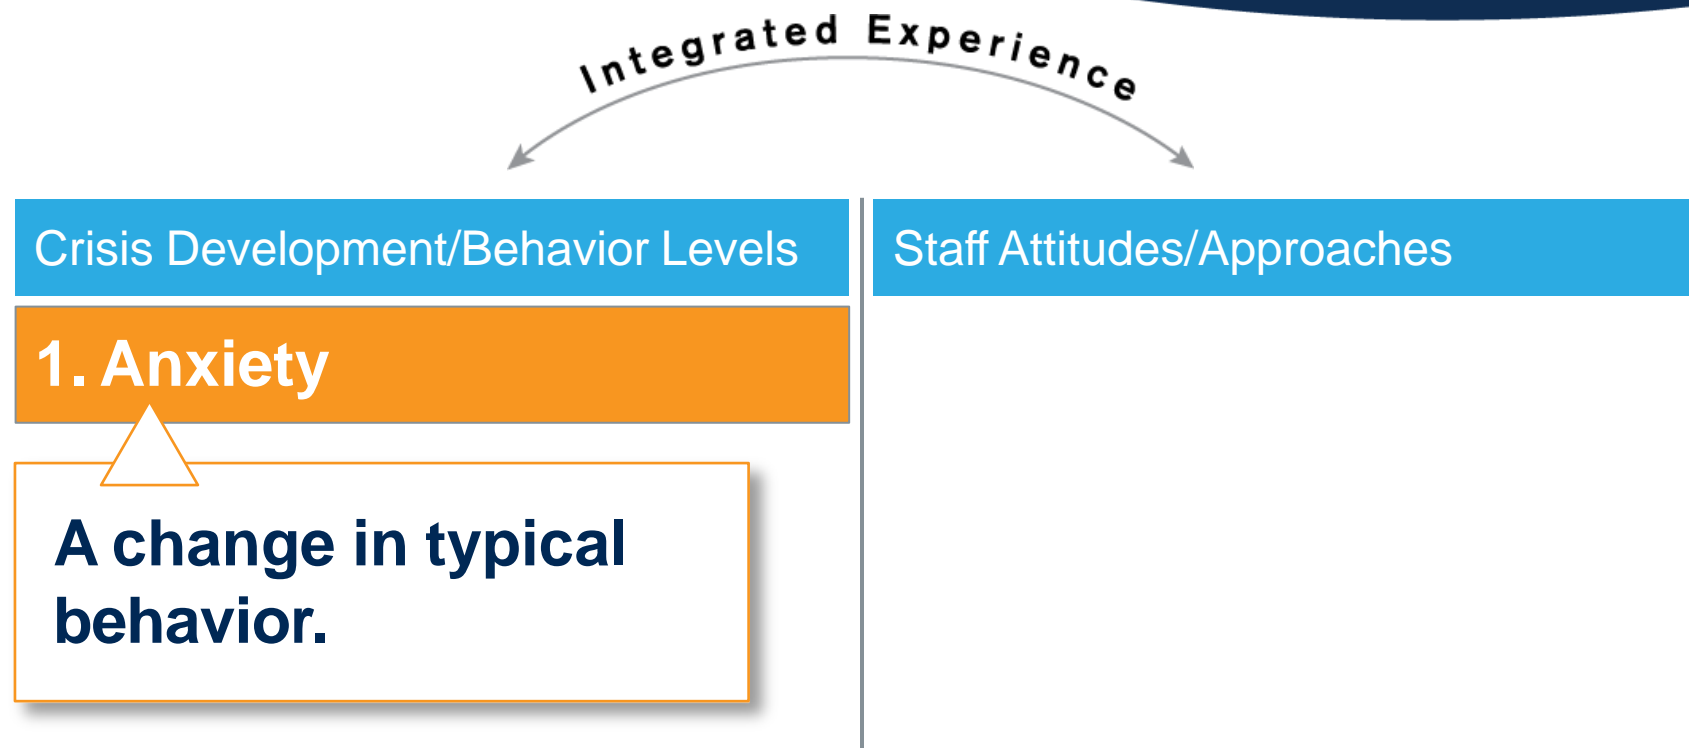 Integrated Experience
Crisis Development/Behavior Levels
Staff Attitudes/Approaches
1. Anxiety
A change in typical
behavior.